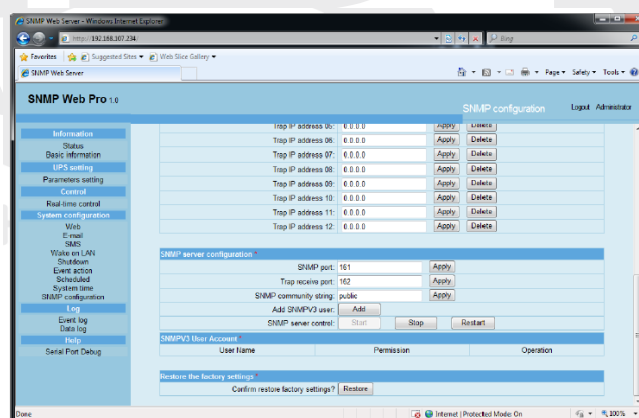 SNMP Web Server - Windows Internet Explorer
http://192.168.107.234/
Bing
Favorites Suggested Sites Web Slice Gallery
SNMP Web Server
Page Safety Tools
SNMP Web Pro 1.0
SNMP configuration Logout Administrator
Information
Status
Basic information
UPS setting
Parameters setting
Control
Real-time control
System configuration
Web
E-mail
SMS
Wake on LAN
Shutdown
Event action
Scheduled
System time
SNMP configuration
Log
Event log
Data log
Help
Serial Port Debug
Trap IP address 05: 0.0.0.0 Apply Delete
Trap IP address 06: 0.0.0.0 Apply Delete
Trap IP address 07: 0.0.0.0 Apply Delete
Trap IP address 08: 0.0.0.0 Apply Delete
Trap IP address 09: 0.0.0.0 Apply Delete
Trap IP address 10: 0.0.0.0 Apply Delete
Trap IP address 11: 0.0.0.0 Apply Delete
Trap IP address 12: 0.0.0.0 Apply Delete
SNMP server configuration *
SNMP port: 161 Apply
Trap receive port: 162 Apply
SNMP community string: public Apply
Add SNMPV3 user: Add
SNMP server control: Start Stop Restart
SNMPV3 User Account *
User Name Permission Operation
Restore the factory settings *
Confirm restore factory settings? Restore
Done Internet | Protected Mode: On 100%